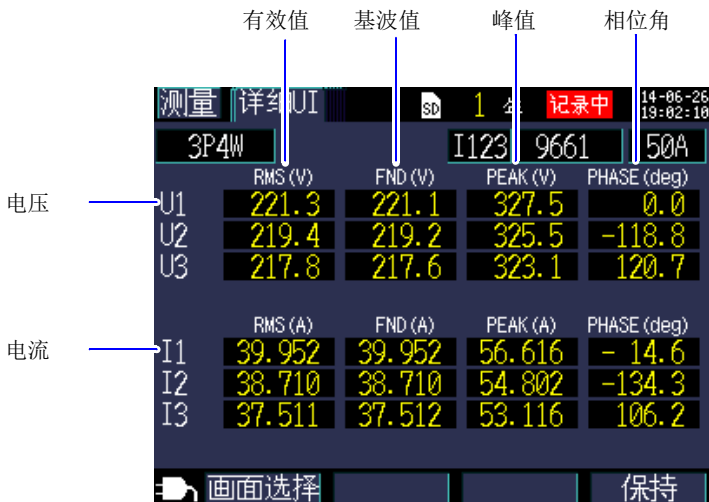 有效值 基波值 峰值 相位角
测量 详细UI SD 1 记录中 14-06-26
19:02:10
3P4W I123 9661 50A
RMS(V) FND(V) PEAK(V) PHASE(deg)
电压 U1 221.3 221.1 327.5 0.0
U2 219.4 219.2 325.5 -118.8
U3 217.8 217.6 323.1 120.7
RMS(A) FND(A) PEAK(A) PHASE(deg)
电流 I1 39.952 39.952 56.616 - 14.6
I2 38.710 38.710 54.802 -134.3
I3 37.511 37.512 53.116 106.2
画面选择 保持